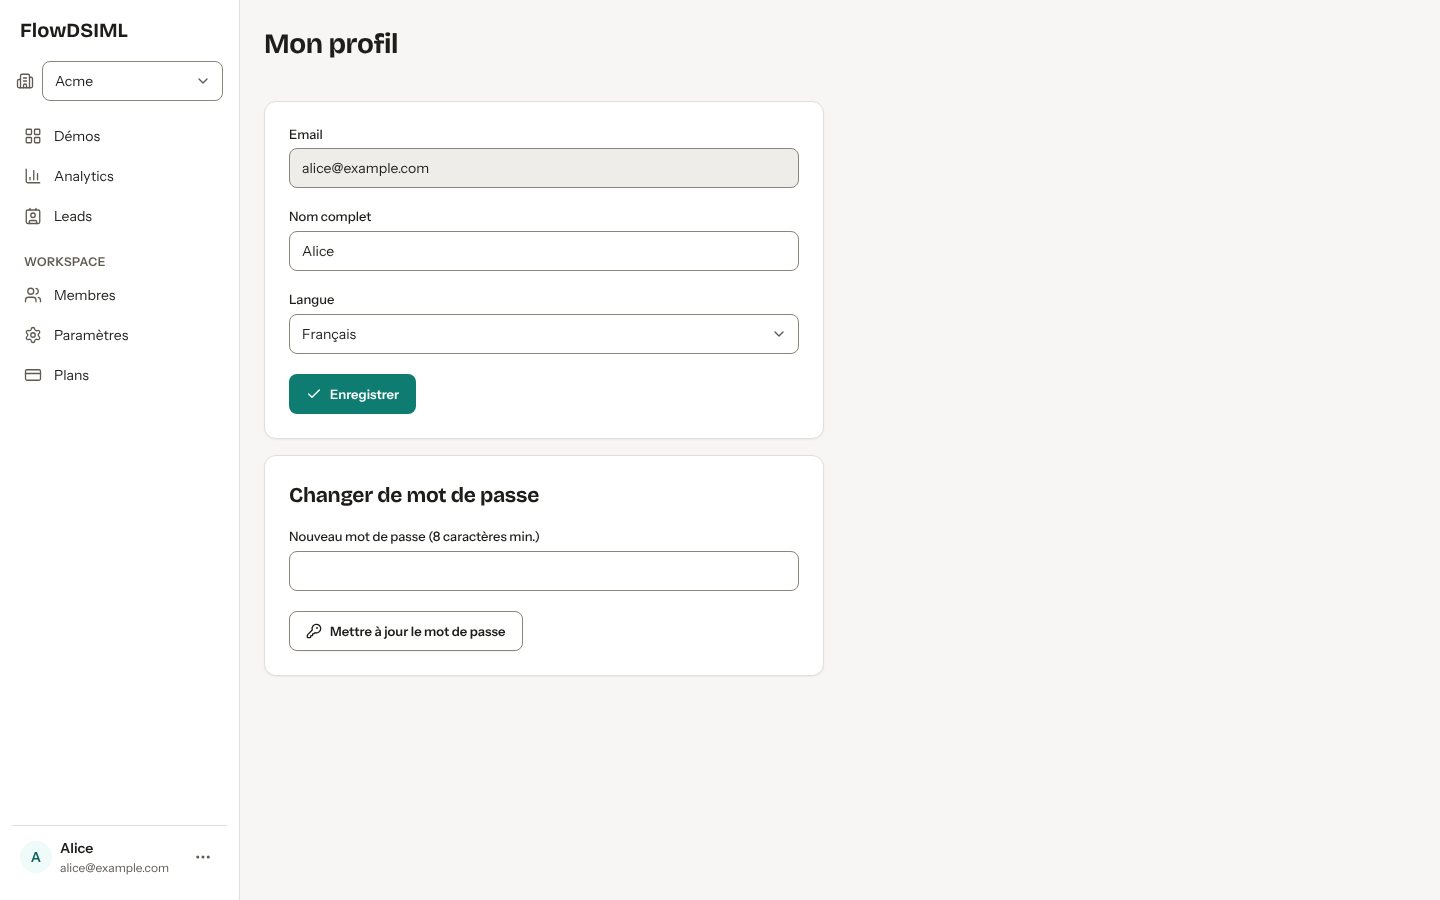 FlowDSIML
Acme
Démos
Analytics
Leads
WORKSPACE
Membres
Paramètres
Plans
Alice
alice@example.com
Mon profil
Email
alice@example.com
Nom complet
Alice
Langue
Français
Enregistrer
Changer de mot de passe
Nouveau mot de passe (8 caractères min.)
Mettre à jour le mot de passe
A